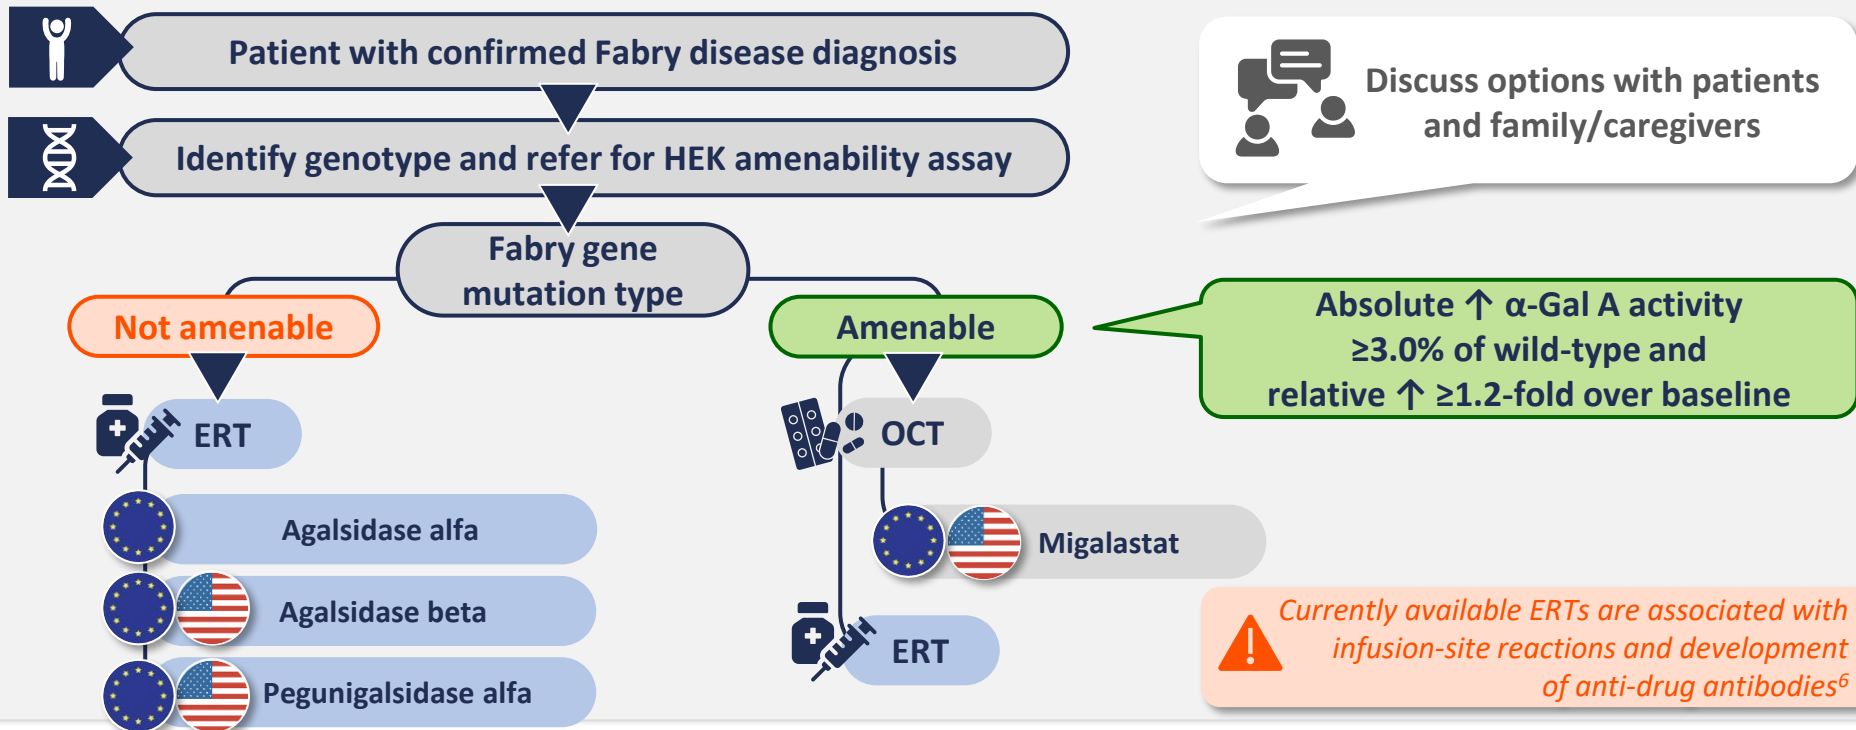 Patient with confirmed Fabry disease diagnosis
Discuss options with patients
and family/caregivers
Identify genotype and refer for HEK amenability assay
Fabry gene
mutation type
Not amenable
Amenable
Absolute ↑ α-Gal A activity
≥3.0% of wild-type and
relative ↑ ≥1.2-fold over baseline
ERT
OCT
Agalsidase alfa
Migalastat
Agalsidase beta
ERT
Pegunigalsidase alfa
Currently available ERTs are associated with
infusion-site reactions and development
of anti-drug antibodies⁶